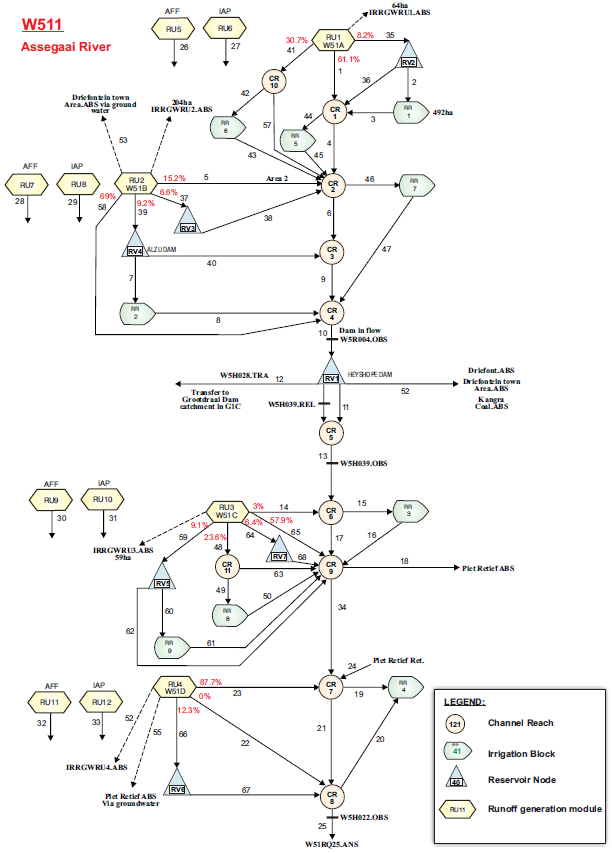 W511
Assegaai River
AFF
RU5
26
IAP
RU6
27
64ha
IRRGWRU1.ABS
30.7%
RU1
W51A
8.2%
35
41
61.1%
1
RV2
36
2
CR
10
42
CR
1
3
RR
1
492ha
44
RR
6
57
RR
5
4
43
45
Driefontein town
Area.ABS via ground
water
204ha
IRRGWRU2.ABS
53
AFF
RU7
28
IAP
RU8
29
RU2
W51B
15.2%
5
Area 2
CR
2
46
RR
7
6.6%
69%
58
9.2%
39
37
RV3
38
6
47
RV4
ALZU DAM
40
CR
3
7
9
RR
2
8
CR
4
10
Dam in flow
W5R004.OBS
W5H028.TRA
12
RV1
HEYSHOPE DAM
52
Driefont.ABS
Driefontein town
Area.ABS
Kangra
Coal.ABS
Transfer to
Grootdraai Dam
catchment in G1C
W5H039.REL
11
CR
5
13
W5H039.OBS
AFF
RU9
30
IAP
RU10
31
RU3
W51C
3%
14
CR
6
15
RR
3
57.9%
9.1%
6.4%
65
16
17
23.6%
IRRGWRU3.ABS
59ha
59
48
64
RV7
68
CR
11
63
CR
9
18
Piet Retief ABS
RV5
49
50
34
60
RR
8
62
RR
9
61
24
Piet Retief Ret.
AFF
RU11
32
IAP
RU12
33
RU4
W51D
87.7%
23
CR
7
19
RR
4
0%
52
12.3%
55
66
22
21
20
IRRGWRU4.ABS
RV6
67
CR
8
Piet Retief ABS
Via groundwater
W5H022.OBS
25
W51RQ25.ANS
LEGEND:
121
Channel Reach
RR
41
Irrigation Block
40
Reservoir Node
RU11
Runoff generation module